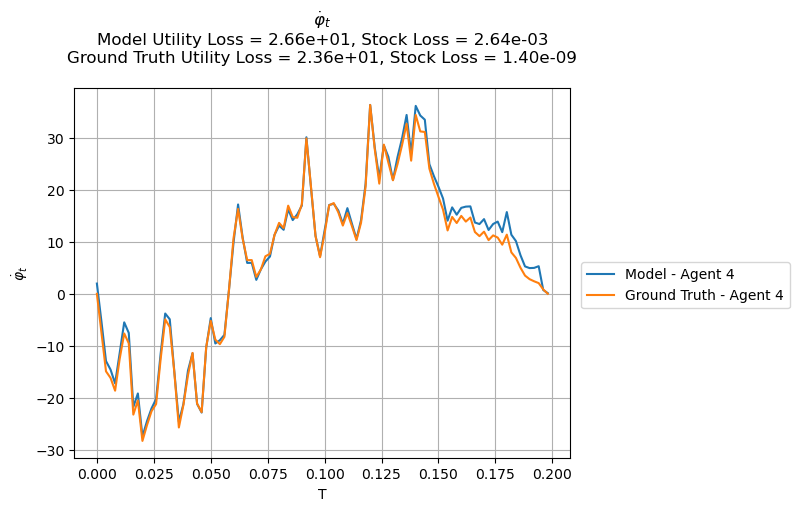 φ̇ₜ
Model Utility Loss = 2.66e+01, Stock Loss = 2.64e-03
Ground Truth Utility Loss = 2.36e+01, Stock Loss = 1.40e-09
φ̇ₜ
30
20
10
0
−10
−20
−30
0.000 0.025 0.050 0.075 0.100 0.125 0.150 0.175 0.200
T
Model - Agent 4
Ground Truth - Agent 4